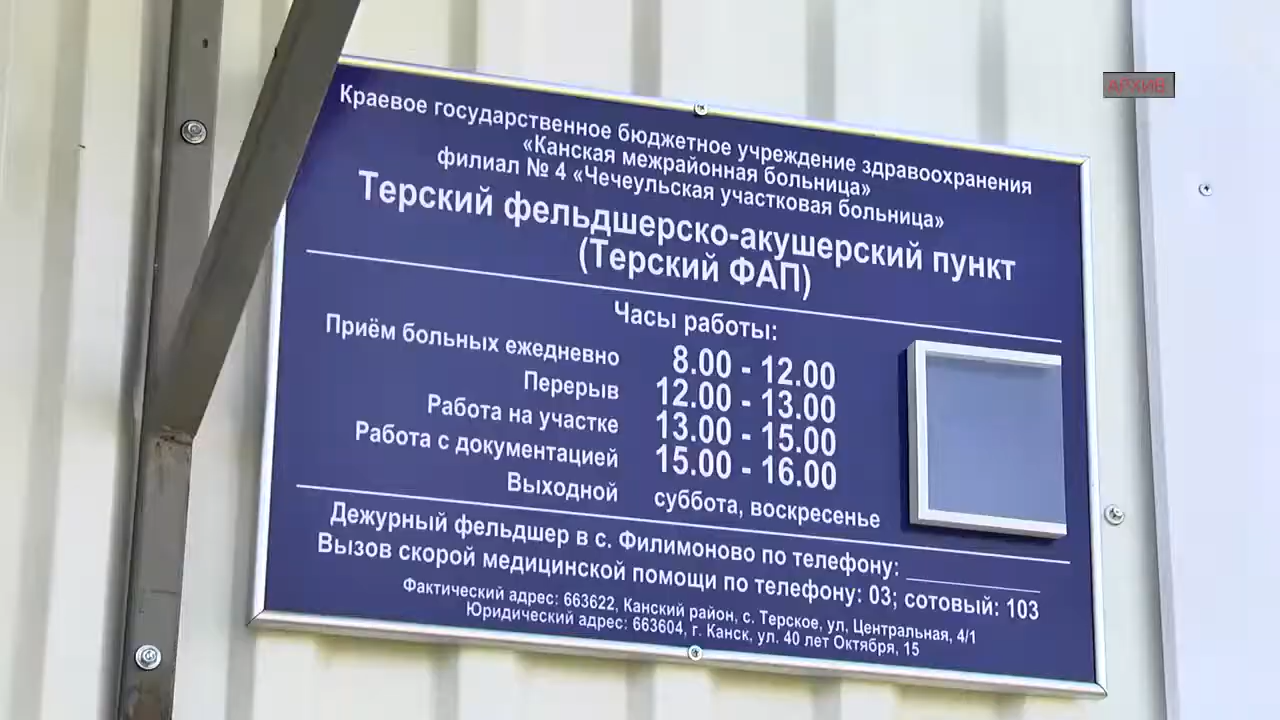 АРХИВ
Краевое государственное бюджетное учреждение здравоохранения
«Канская межрайонная больница»
филиал № 4 «Чечеульская участковая больница»
Терский фельдшерско-акушерский пункт
(Терский ФАП)
Часы работы:
Приём больных ежедневно 8.00 - 12.00
Перерыв 12.00 - 13.00
Работа на участке 13.00 - 15.00
Работа с документацией 15.00 - 16.00
Выходной суббота, воскресенье
Дежурный фельдшер в с. Филимоново по телефону: ___________
Вызов скорой медицинской помощи по телефону: 03; сотовый: 103
Фактический адрес: 663622, Канский район, с. Терское, ул, Центральная, 4/1
Юридический адрес: 663604, г. Канск, ул. 40 лет Октября, 15